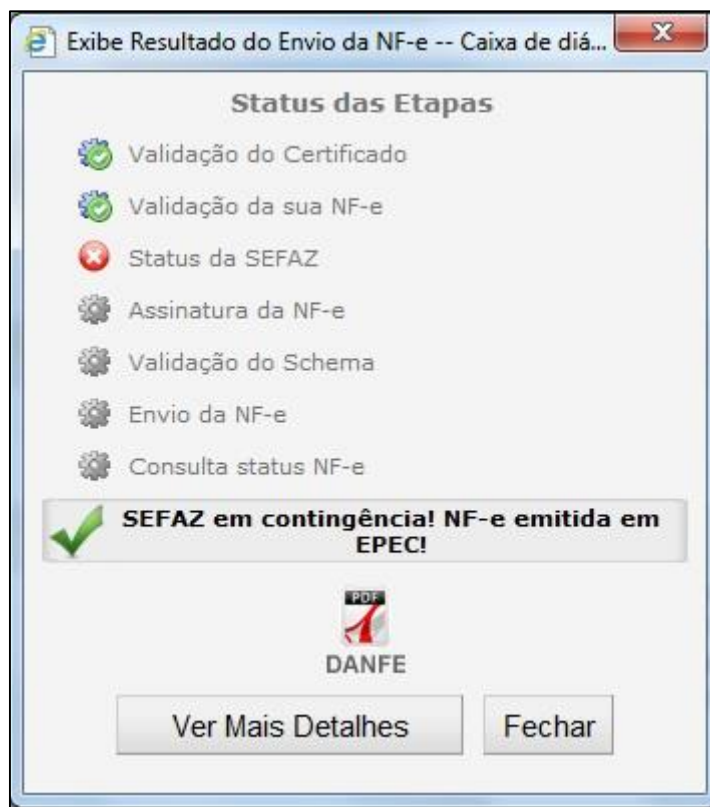 Exibe Resultado do Envio da NF-e -- Caixa de diá...
Status das Etapas
Validação do Certificado
Validação da sua NF-e
Status da SEFAZ
Assinatura da NF-e
Validação do Schema
Envio da NF-e
Consulta status NF-e
SEFAZ em contingência! NF-e emitida em
EPEC!
PDF
DANFE
Ver Mais Detalhes
Fechar